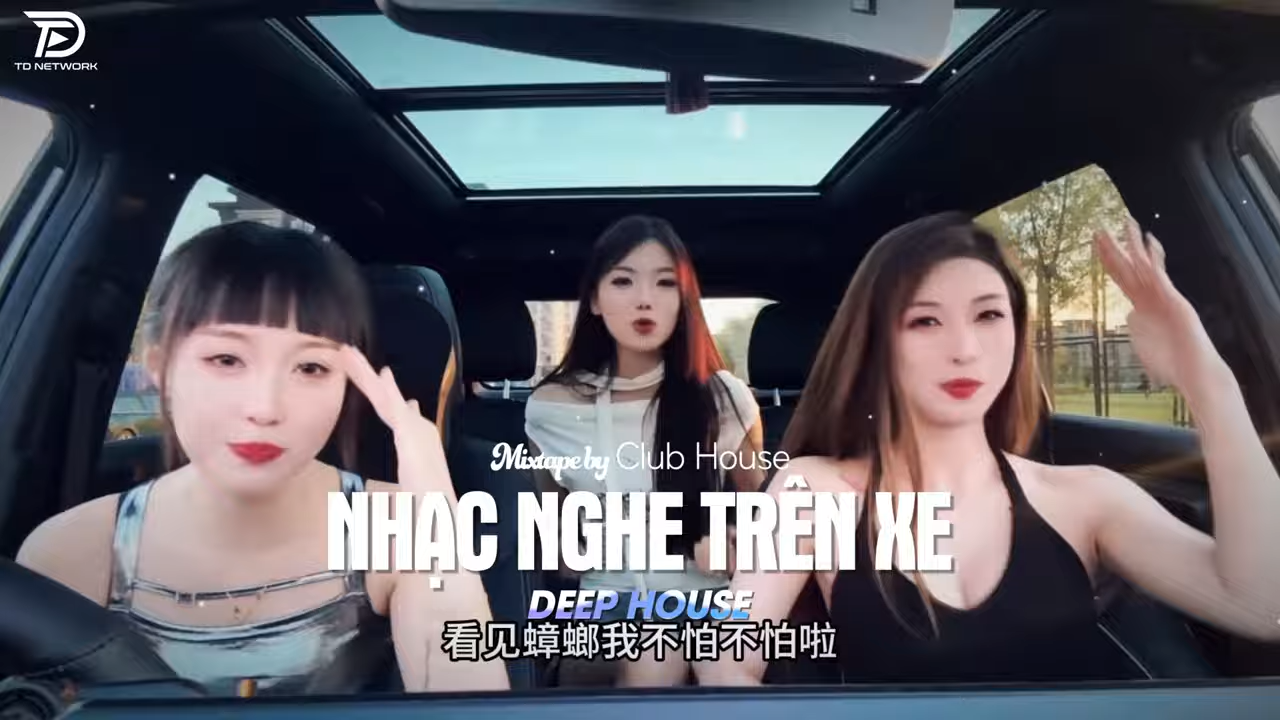 TD NETWORK
Mixtape by Club House
NHẠC NGHE TRÊN XE
DEEP HOUSE
看见蟑螂我不怕不怕啦